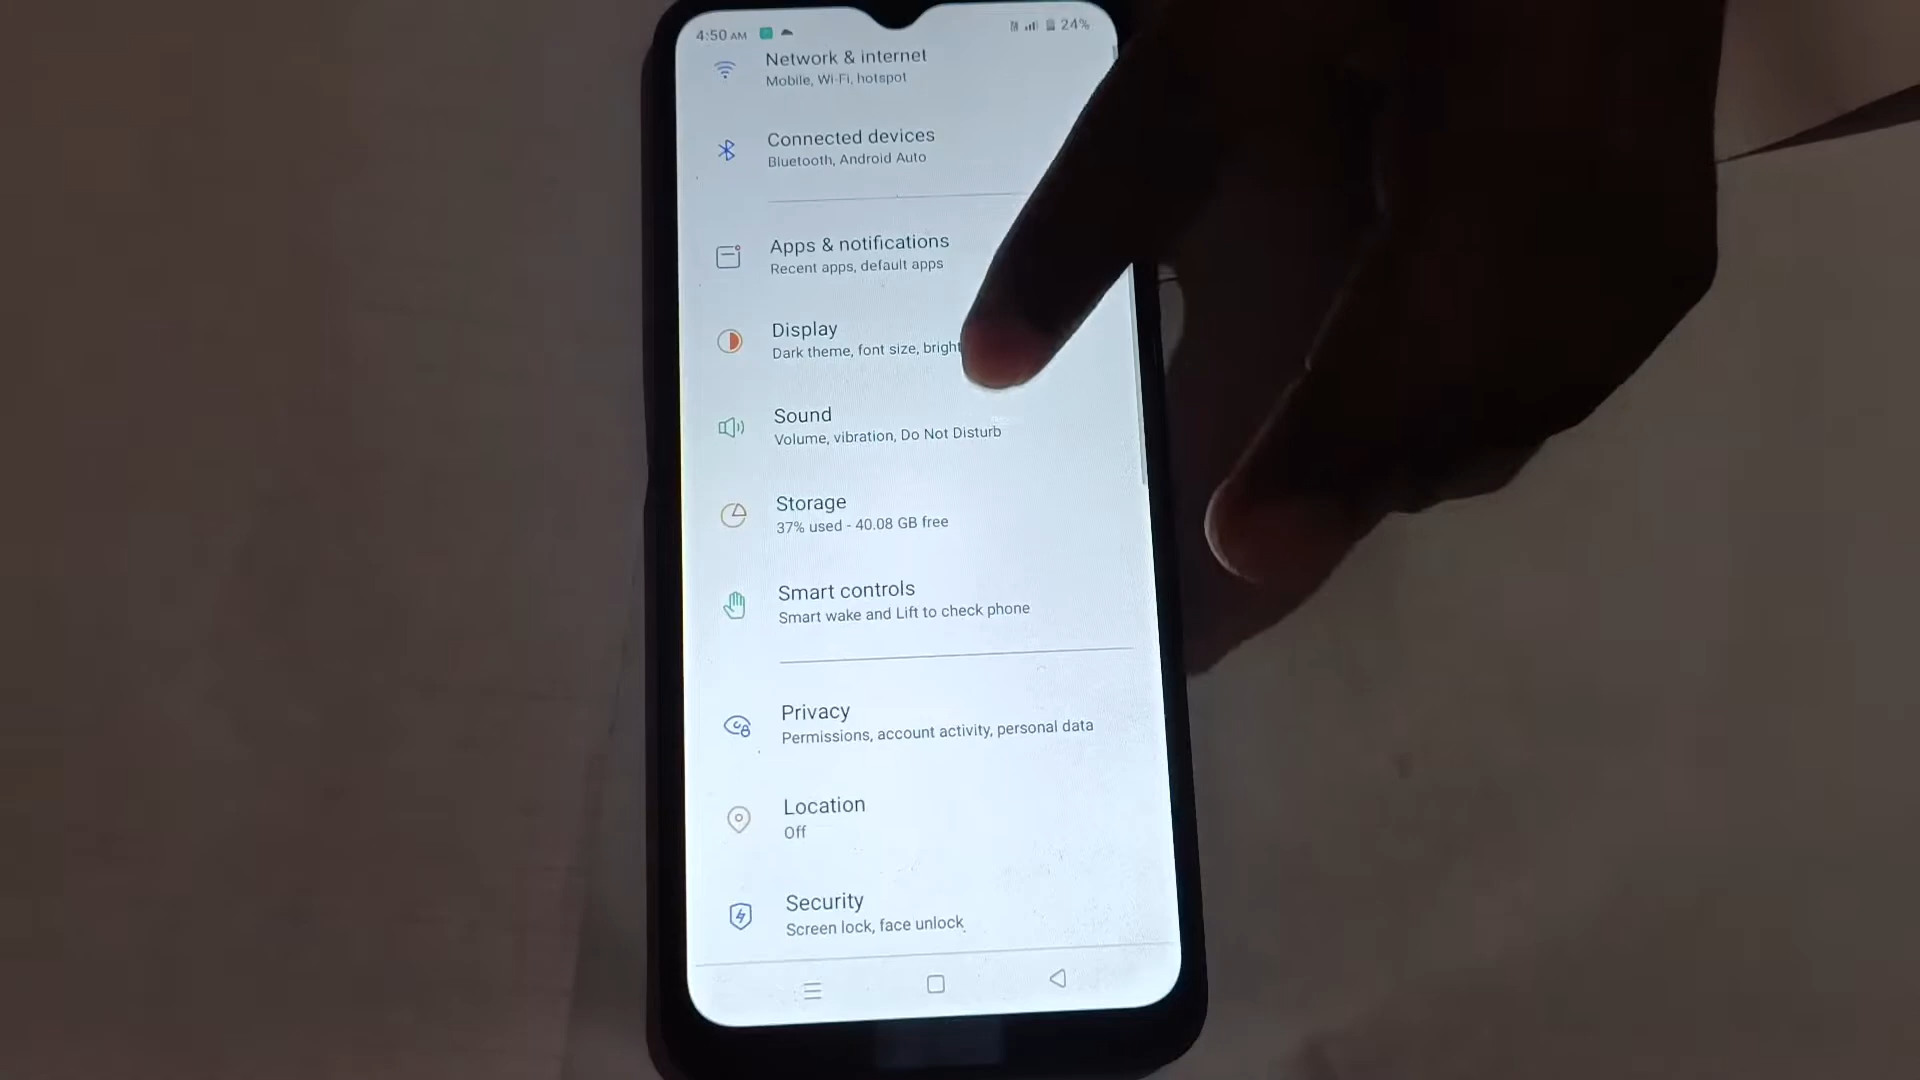 4:50 AM
24%
Network & internet
Mobile, Wi-Fi, hotspot
Connected devices
Bluetooth, Android Auto
Apps & notifications
Recent apps, default apps
Display
Dark theme, font size, bright
Sound
Volume, vibration, Do Not Disturb
Storage
37% used - 40.08 GB free
Smart controls
Smart wake and Lift to check phone
Privacy
Permissions, account activity, personal data
Location
Off
Security
Screen lock, face unlock